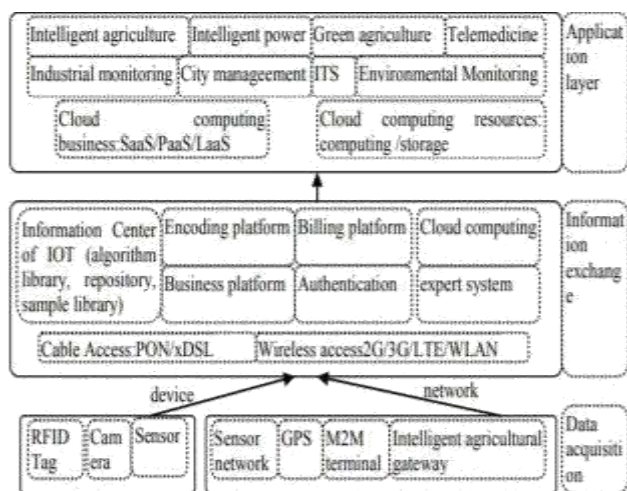 Intelligent agriculture Intelligent power Green agriculture Telemedicine
Industrial monitoring City manageement ITS Environmental Monitoring
Cloud computing
business:SaaS/PaaS/LaaS
Cloud computing resources:
computing /storage
Applicat
ion
layer
Information Center
of IOT (algorithm
library, repository,
sample library)
Encoding platform Billing platform Cloud computing
Business platform Authentication expert system
Cable Access:PON/xDSL Wireless access2G/3G/LTE/WLAN
Informat
ion
exchang
e
device
network
RFID
Tag
Cam
era
Sensor
Sensor
network
GPS
M2M
terminal
Intelligent agricultural
gateway
Data
acquisiti
on